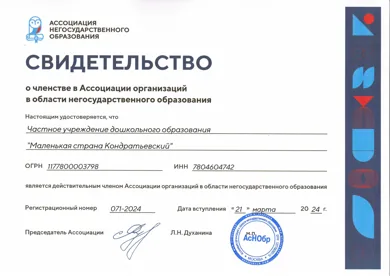 АССОЦИАЦИЯ
НЕГОСУДАРСТВЕННОГО
ОБРАЗОВАНИЯ
СВИДЕТЕЛЬСТВО
о членстве в Ассоциации организаций
в области негосударственного образования
Настоящим удостоверяется, что
Частное учреждение дошкольного образования
"Маленькая страна Кондратьевский"
ОГРН 1177800003798 ИНН 7804604742
является действительным членом Ассоциации организаций в области негосударственного образования
Регистрационный номер 071-2024 Дата вступления "21" марта 2024 г.
Председатель Ассоциации Л.Н. Духанина
М.П.
АсНОбр